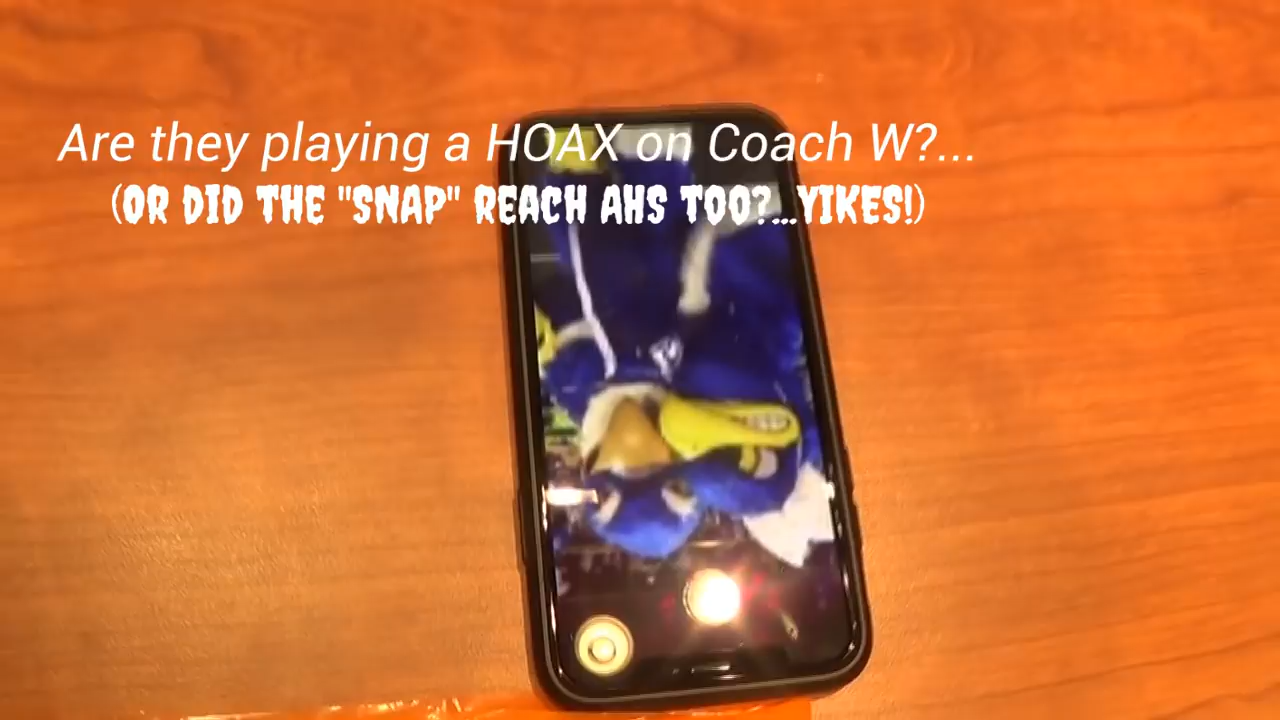 Are they playing a HOAX on Coach W?...
(OR DID THE "SNAP" REACH AHS TOO?...YIKES!)